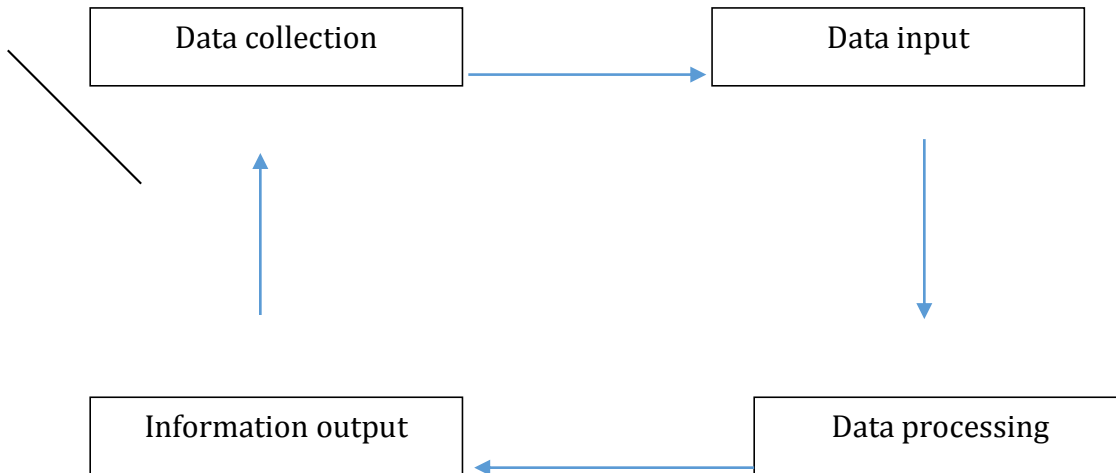 Data collection
Data input
Information output
Data processing